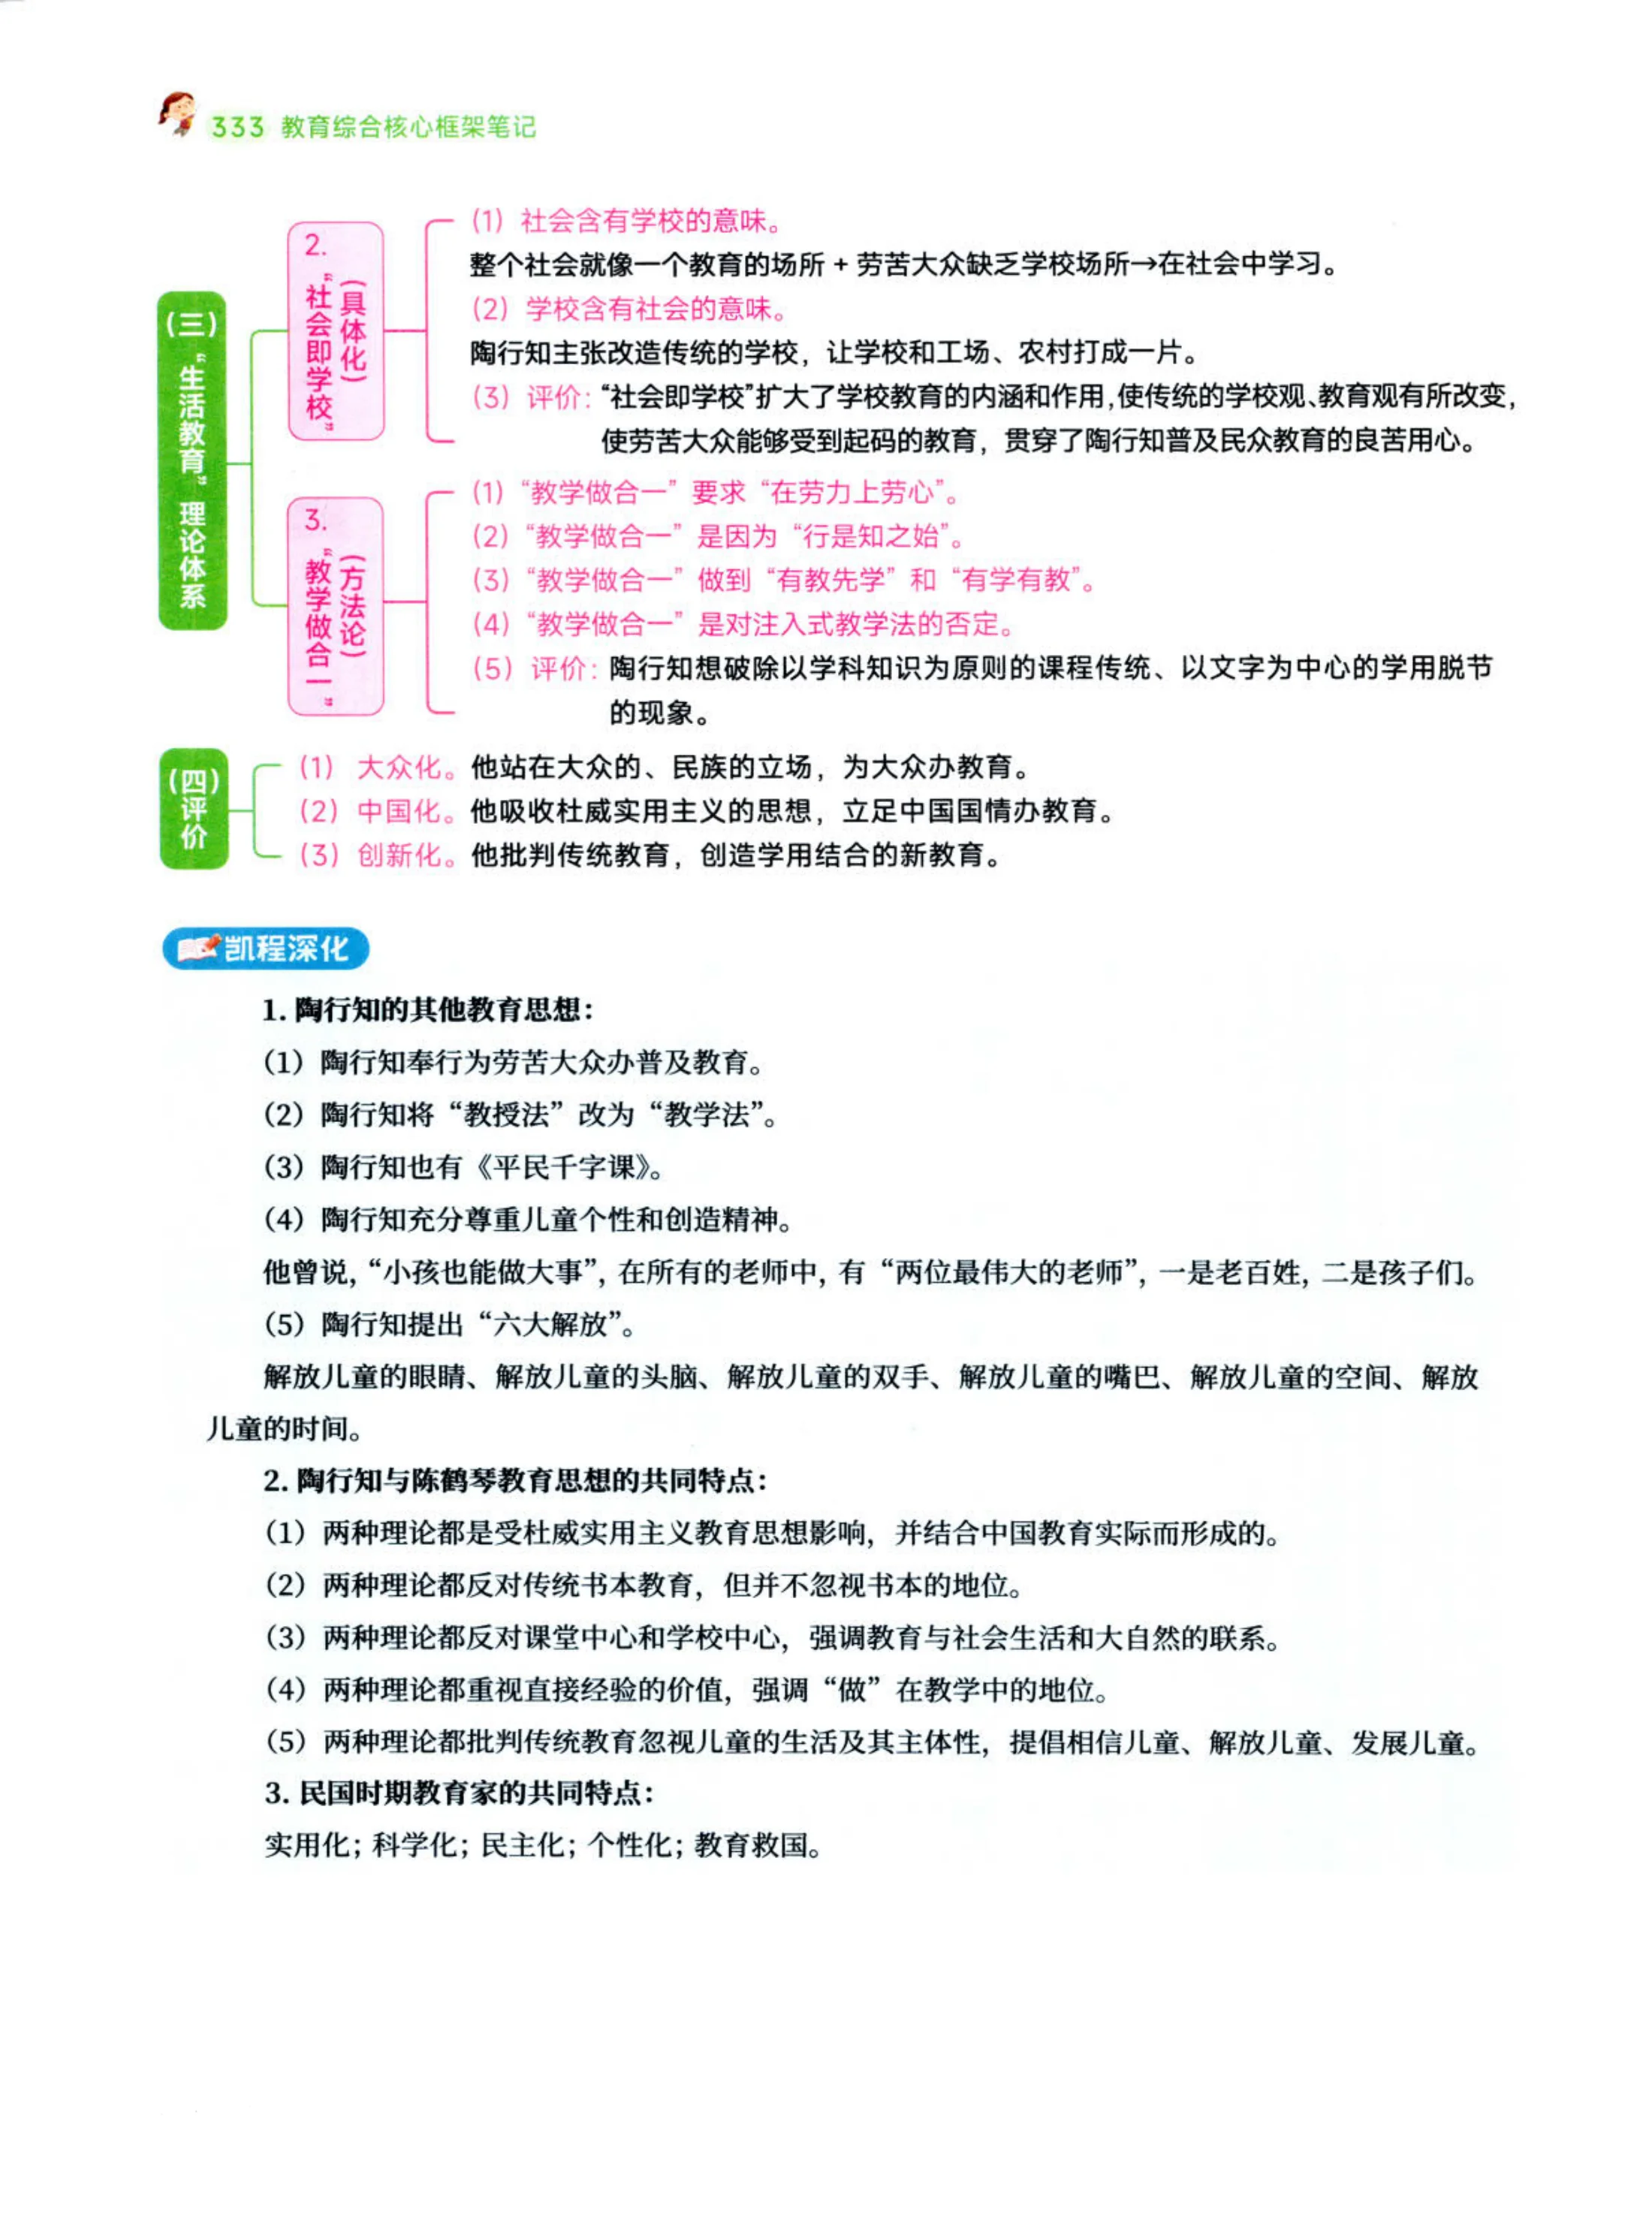 333 教育综合核心框架笔记
(三)“生活教育”理论体系
2.“社会即学校”
(具体化)
(1) 社会含有学校的意味。
整个社会就像一个教育的场所 + 劳苦大众缺乏学校场所→在社会中学习。
(2) 学校含有社会的意味。
陶行知主张改造传统的学校，让学校和工场、农村打成一片。
(3) 评价：“社会即学校”扩大了学校教育的内涵和作用，使传统的学校观、教育观有所改变，
使劳苦大众能够受到起码的教育，贯穿了陶行知普及民众教育的良苦用心。
3.“教学做合一”
(方法论)
(1)“教学做合一”要求“在劳力上劳心”。
(2)“教学做合一”是因为“行是知之始”。
(3)“教学做合一”做到“有教先学”和“有学有教”。
(4)“教学做合一”是对注入式教学法的否定。
(5) 评价：陶行知想破除以学科知识为原则的课程传统、以文字为中心的学用脱节
的现象。
(四)评价
(1) 大众化。他站在大众的、民族的立场，为大众办教育。
(2) 中国化。他吸收杜威实用主义的思想，立足中国国情办教育。
(3) 创新化。他批判传统教育，创造学用结合的新教育。
凯程深化
1. 陶行知的其他教育思想：
（1）陶行知奉行为劳苦大众办普及教育。
（2）陶行知将“教授法”改为“教学法”。
（3）陶行知也有《平民千字课》。
（4）陶行知充分尊重儿童个性和创造精神。
他曾说，“小孩也能做大事”，在所有的老师中，有“两位最伟大的老师”，一是老百姓，二是孩子们。
（5）陶行知提出“六大解放”。
解放儿童的眼睛、解放儿童的头脑、解放儿童的双手、解放儿童的嘴巴、解放儿童的空间、解放
儿童的时间。
2. 陶行知与陈鹤琴教育思想的共同特点：
（1）两种理论都是受杜威实用主义教育思想影响，并结合中国教育实际而形成的。
（2）两种理论都反对传统书本教育，但并不忽视书本的地位。
（3）两种理论都反对课堂中心和学校中心，强调教育与社会生活和大自然的联系。
（4）两种理论都重视直接经验的价值，强调“做”在教学中的地位。
（5）两种理论都批判传统教育忽视儿童的生活及其主体性，提倡相信儿童、解放儿童、发展儿童。
3. 民国时期教育家的共同特点：
实用化；科学化；民主化；个性化；教育救国。